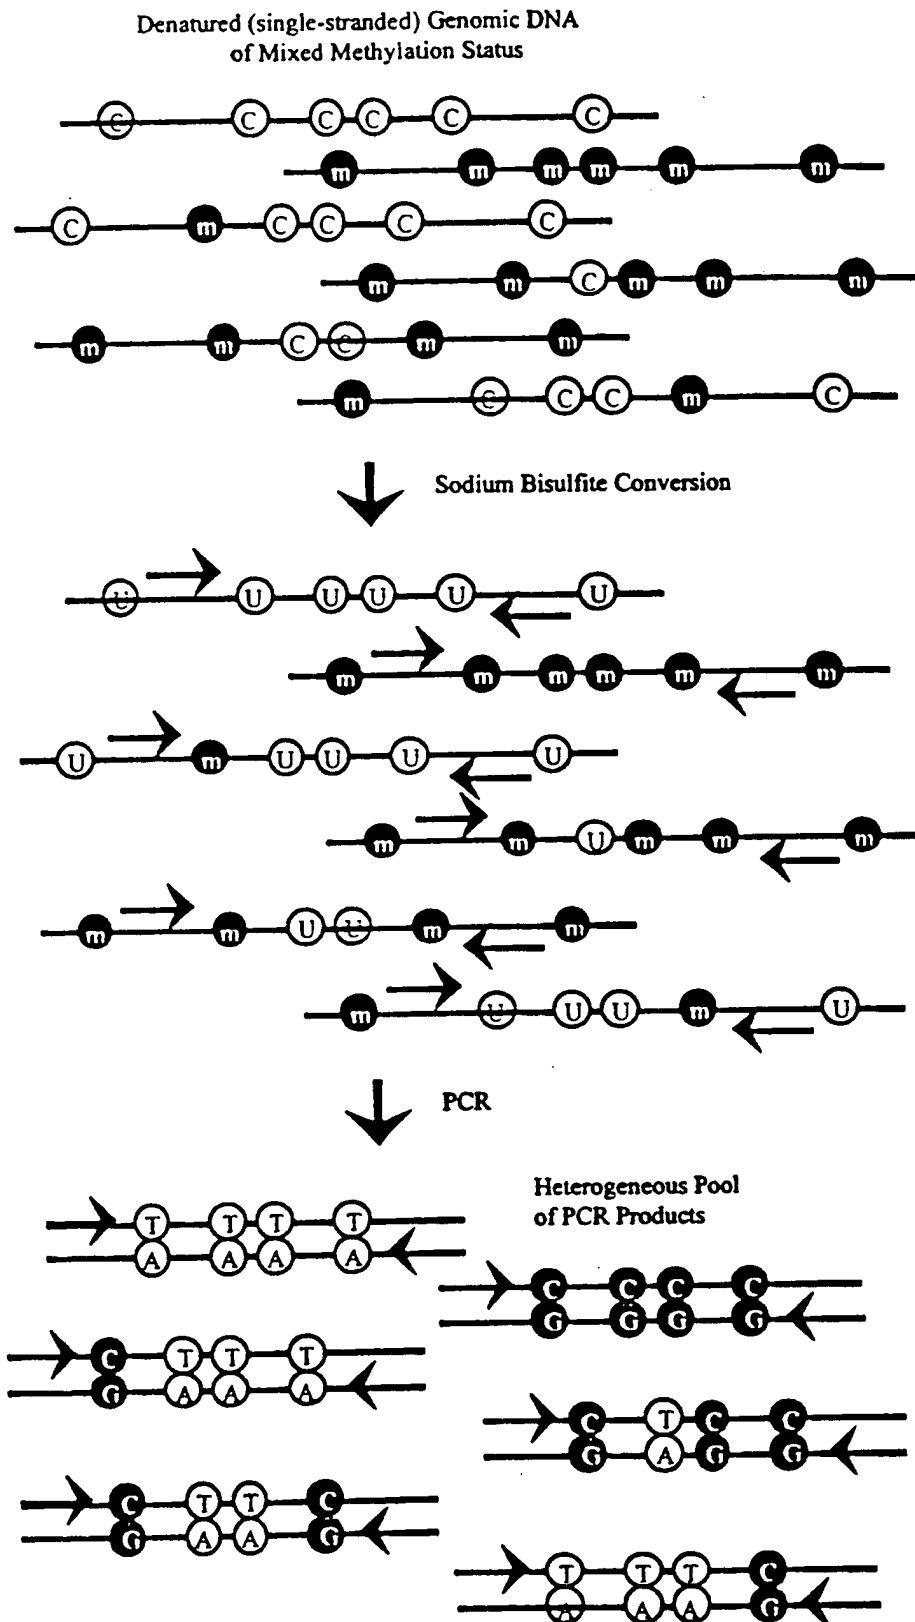 Denatured (single-stranded) Genomic DNA
of Mixed Methylation Status
C C C C C C
m m m m m m
C m C C C C
m m C m m m
m m C C m m
m C C C m C
Sodium Bisulfite Conversion
U U U U U U
m m m m m m
U m U U U U
m m U m m m
m m U U m m
m U U U m U
PCR
Heterogeneous Pool
of PCR Products
T T T T
A A A A
C C C C
G G G G
C T T T
G A A A
C T C C
G A G G
C T T C
G A A G
T T T C
A A A G